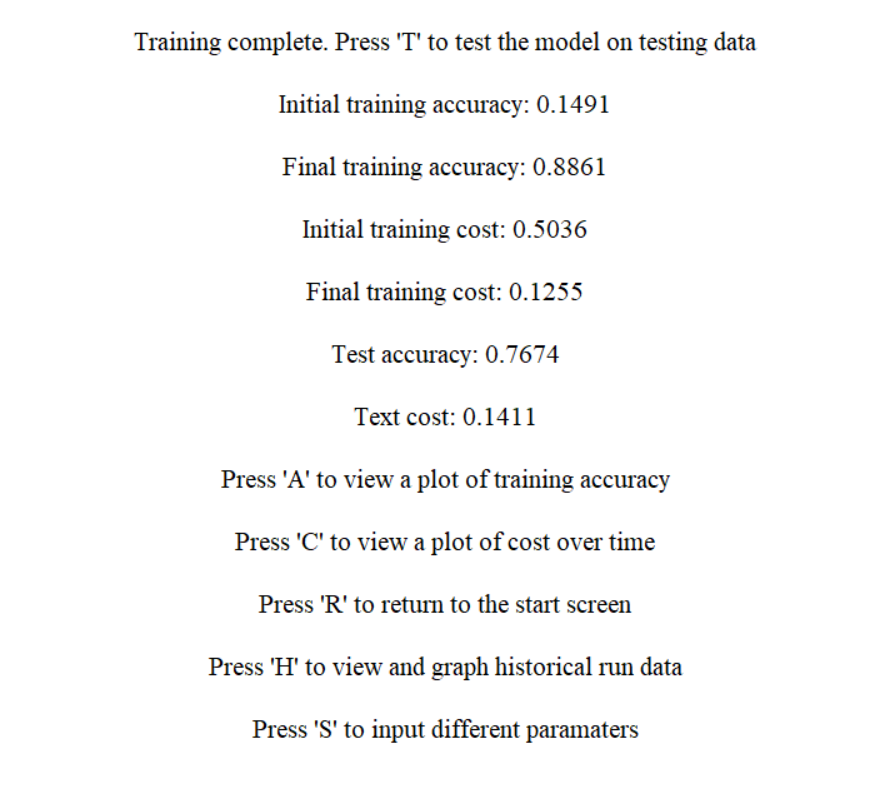 Training complete. Press 'T' to test the model on testing data
Initial training accuracy: 0.1491
Final training accuracy: 0.8861
Initial training cost: 0.5036
Final training cost: 0.1255
Test accuracy: 0.7674
Text cost: 0.1411
Press 'A' to view a plot of training accuracy
Press 'C' to view a plot of cost over time
Press 'R' to return to the start screen
Press 'H' to view and graph historical run data
Press 'S' to input different paramaters